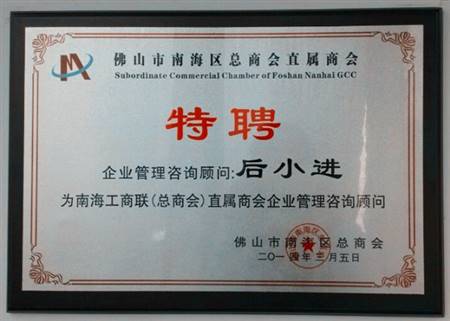 佛山市南海区总商会直属商会
Subordinate Commercial Chamber of Foshan Nanhai GCC
特聘
企业管理咨询顾问:后小进
为南海工商联(总商会)直属商会企业管理咨询顾问
佛山市南海区总商会
二〇一四年三月五日